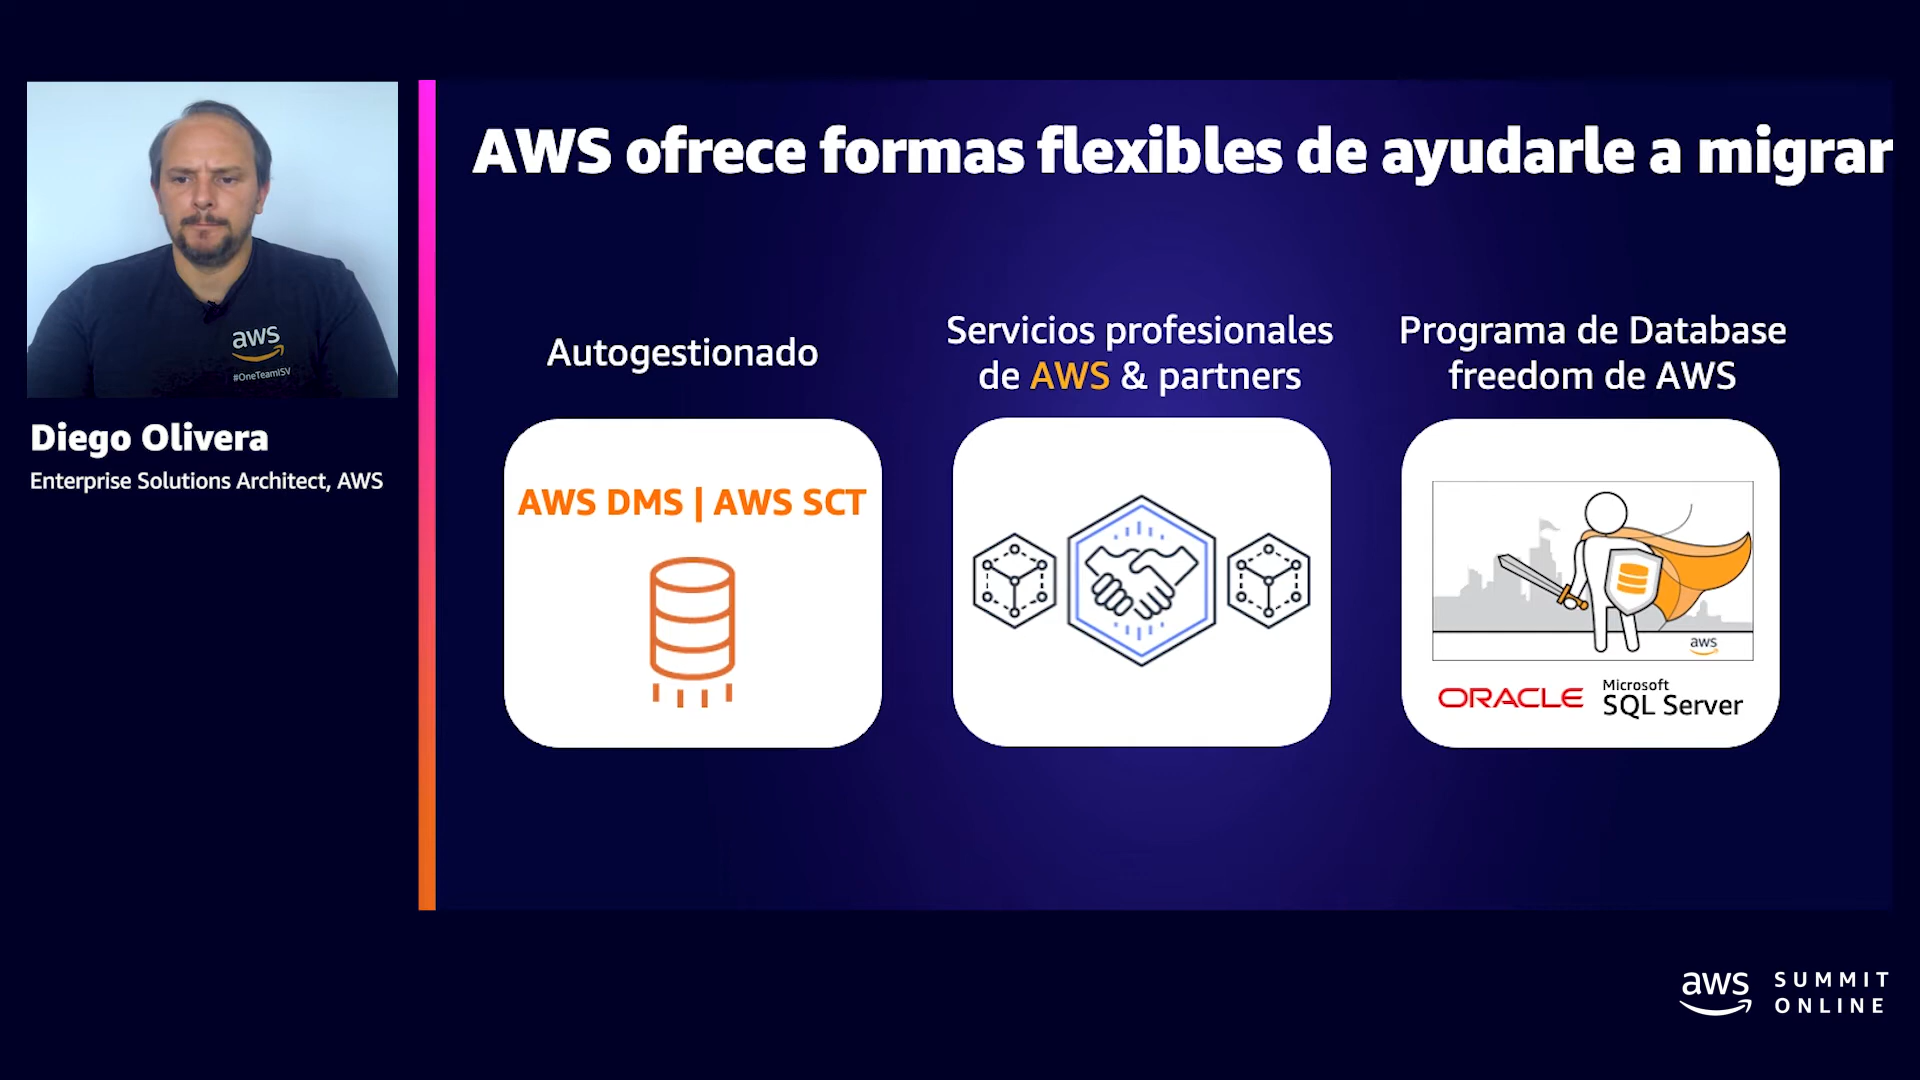 AWS ofrece formas flexibles de ayudarle a migrar
aws
#OneTeamISV
Diego Olivera
Enterprise Solutions Architect, AWS
Autogestionado
AWS DMS | AWS SCT
Servicios profesionales
de AWS & partners
Programa de Database
freedom de AWS
aws
ORACLE
Microsoft
SQL Server
aws
SUMMIT
ONLINE